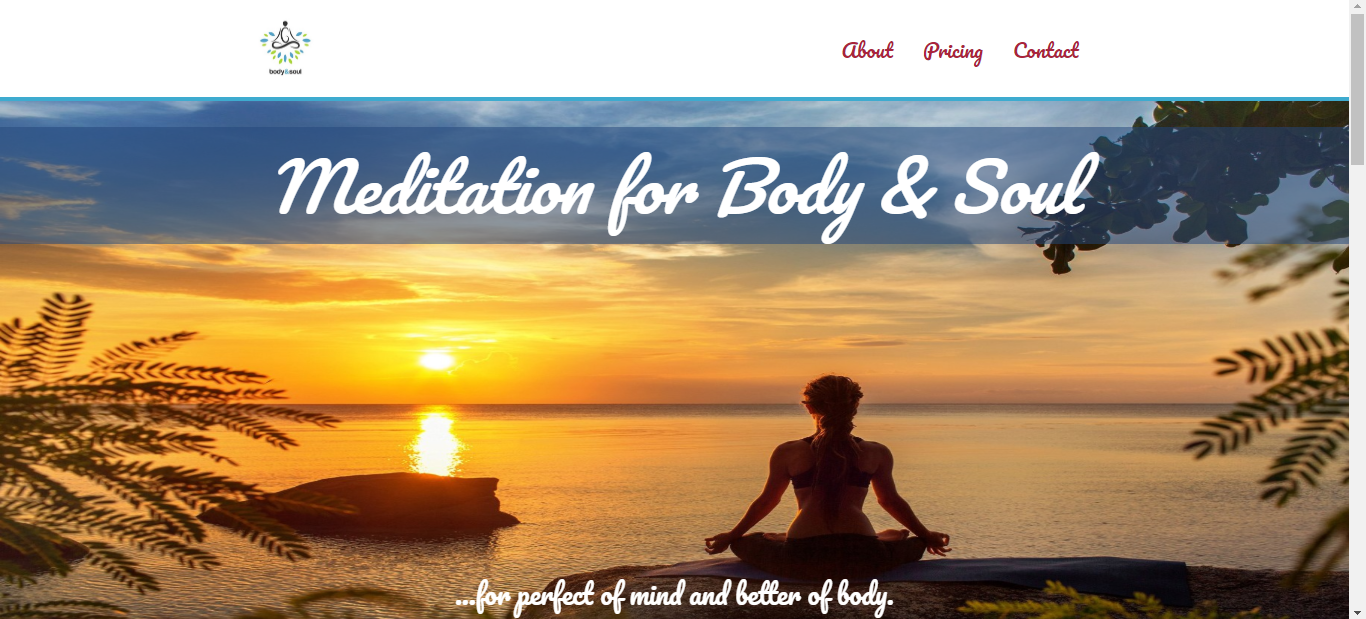 body&soul
About Pricing Contact
Meditation for Body & Soul
...for perfect of mind and better of body.